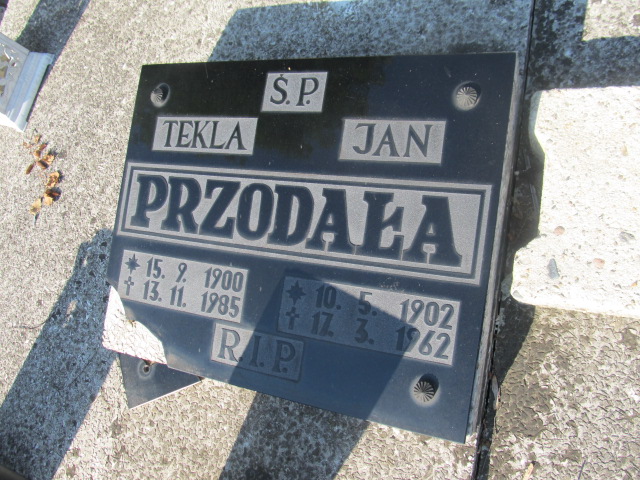 Ś.P.
TEKLA JAN
PRZODAŁA
* 15. 9. 1900 * 10. 5. 1902
† 13. 11. 1985 † 17. 3. 1962
R.I.P.